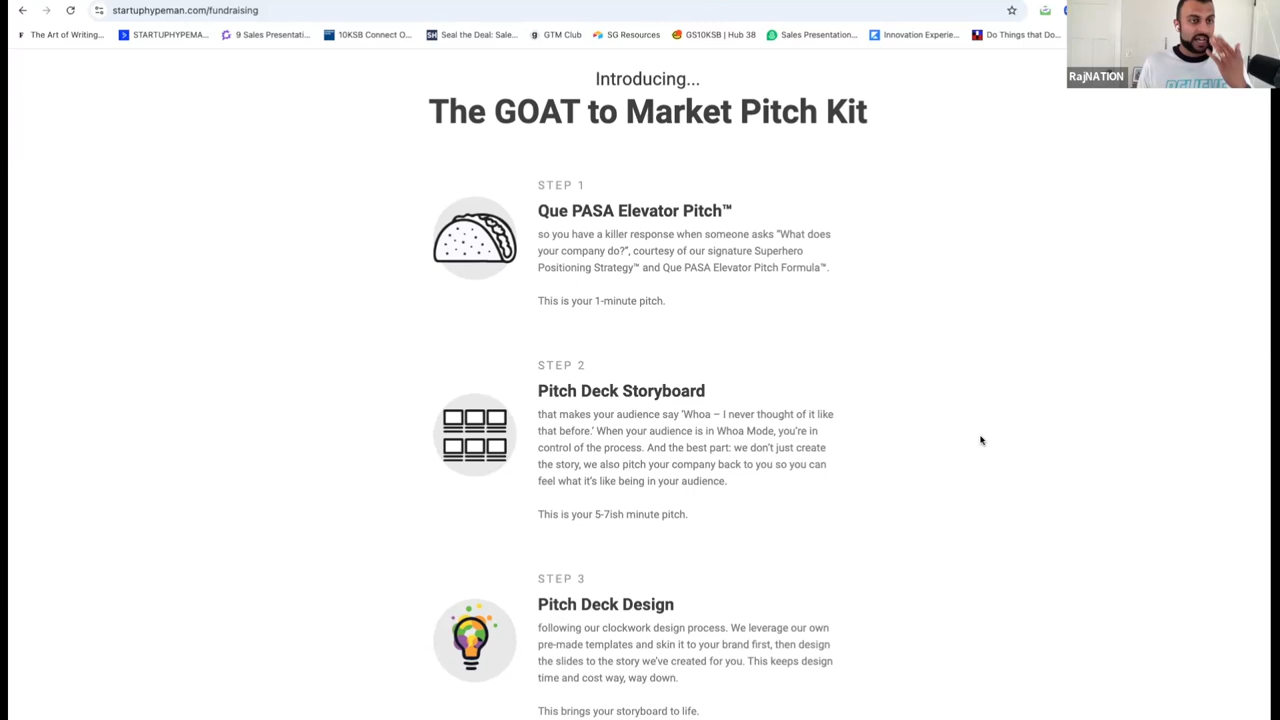 startuphypeman.com/fundraising
The Art of Writing...
STARTUPHYPEMA...
9 Sales Presentati...
10KSB Connect O...
Seal the Deal: Sale...
GTM Club
SG Resources
GS10KSB | Hub 38
Sales Presentation...
Innovation Experie...
Do Things that Do...
RajNATION
Introducing...
The GOAT to Market Pitch Kit
STEP 1
Que PASA Elevator Pitch™
so you have a killer response when someone asks “What does
your company do?”, courtesy of our signature Superhero
Positioning Strategy™ and Que PASA Elevator Pitch Formula™.
This is your 1-minute pitch.
STEP 2
Pitch Deck Storyboard
that makes your audience say ‘Whoa – I never thought of it like
that before.’ When your audience is in Whoa Mode, you’re in
control of the process. And the best part: we don’t just create
the story, we also pitch your company back to you so you can
feel what it’s like being in your audience.
This is your 5-7ish minute pitch.
STEP 3
Pitch Deck Design
following our clockwork design process. We leverage our own
pre-made templates and skin it to your brand first, then design
the slides to the story we’ve created for you. This keeps design
time and cost way, way down.
This brings your storyboard to life.